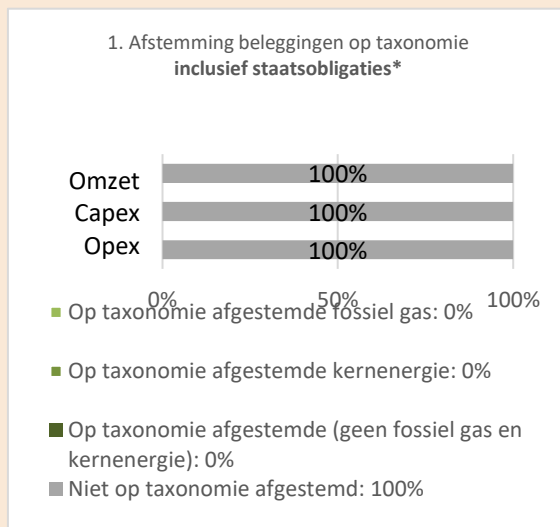 1. Afstemming beleggingen op taxonomie
inclusief staatsobligaties*
Omzet 100%
Capex 100%
Opex 100%
0% 50% 100%
Op taxonomie afgestemde fossiel gas: 0%
Op taxonomie afgestemde kernenergie: 0%
Op taxonomie afgestemde (geen fossiel gas en
kernenergie): 0%
Niet op taxonomie afgestemd: 100%